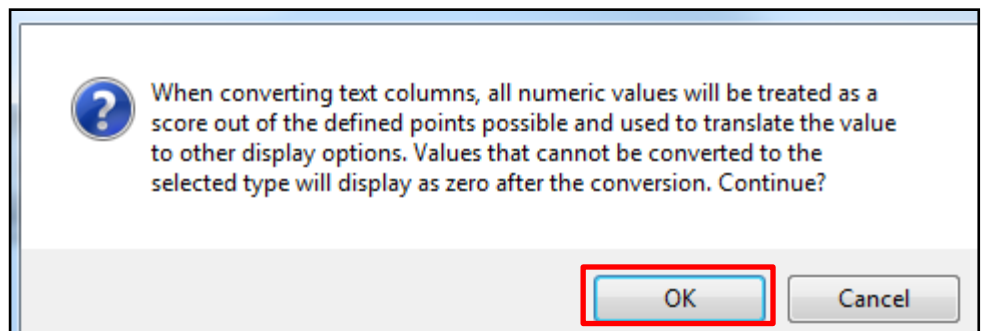 When converting text columns, all numeric values will be treated as a
score out of the defined points possible and used to translate the value
to other display options. Values that cannot be converted to the
selected type will display as zero after the conversion. Continue?
OK
Cancel